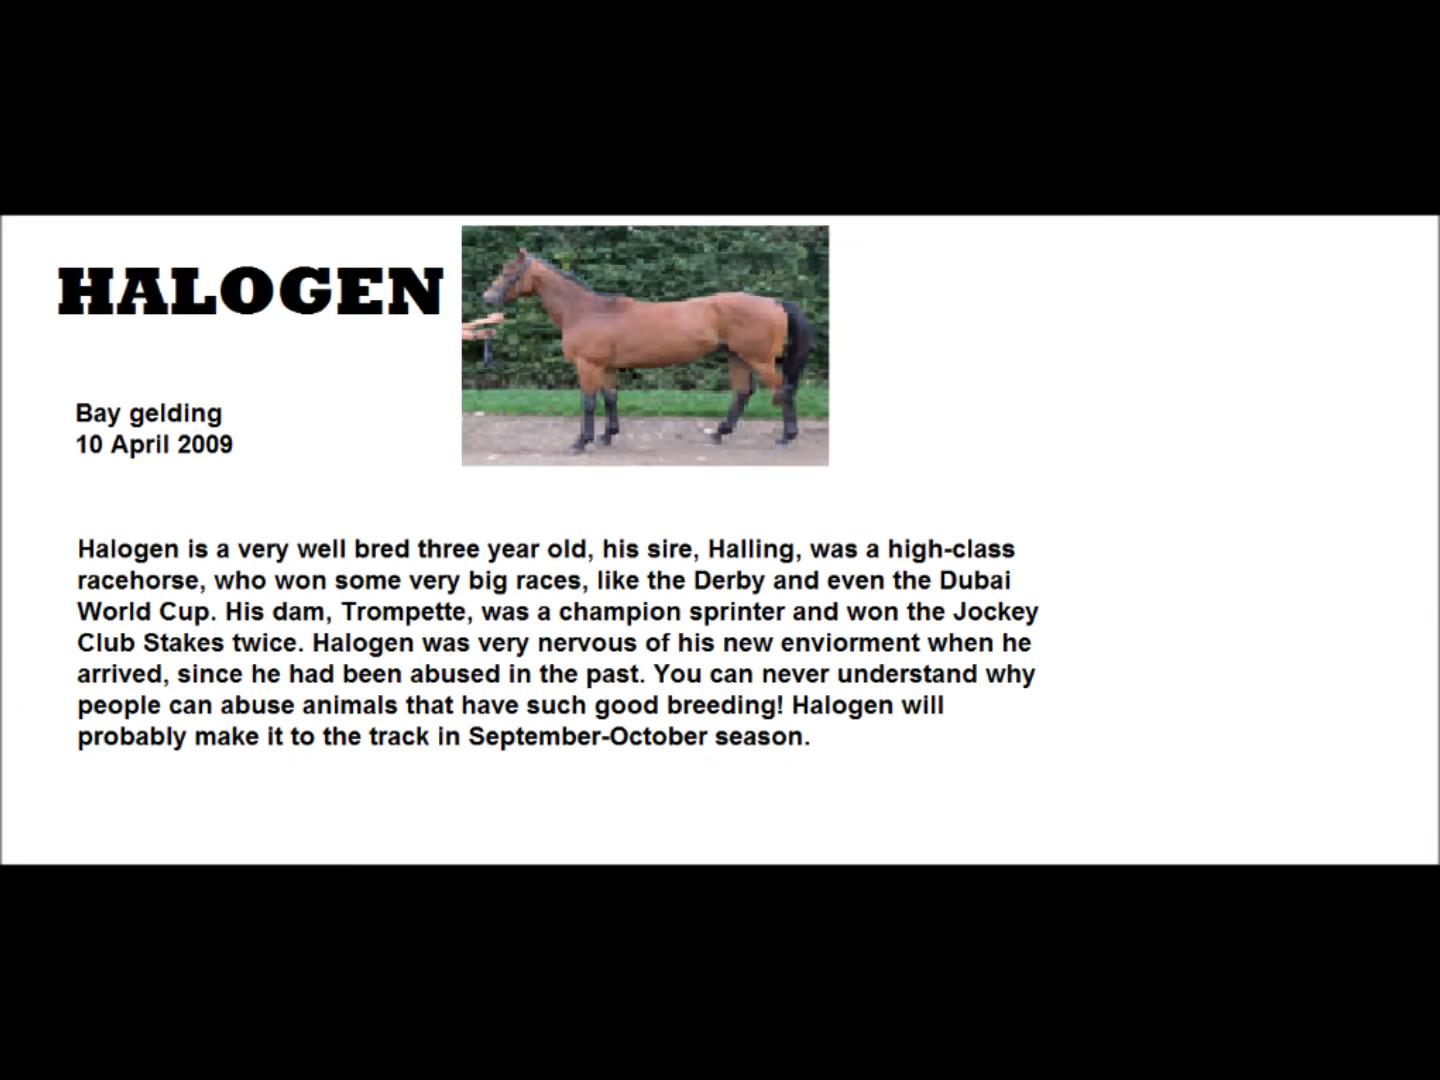 HALOGEN
Bay gelding
10 April 2009
Halogen is a very well bred three year old, his sire, Halling, was a high-class
racehorse, who won some very big races, like the Derby and even the Dubai
World Cup. His dam, Trompette, was a champion sprinter and won the Jockey
Club Stakes twice. Halogen was very nervous of his new enviorment when he
arrived, since he had been abused in the past. You can never understand why
people can abuse animals that have such good breeding! Halogen will
probably make it to the track in September-October season.